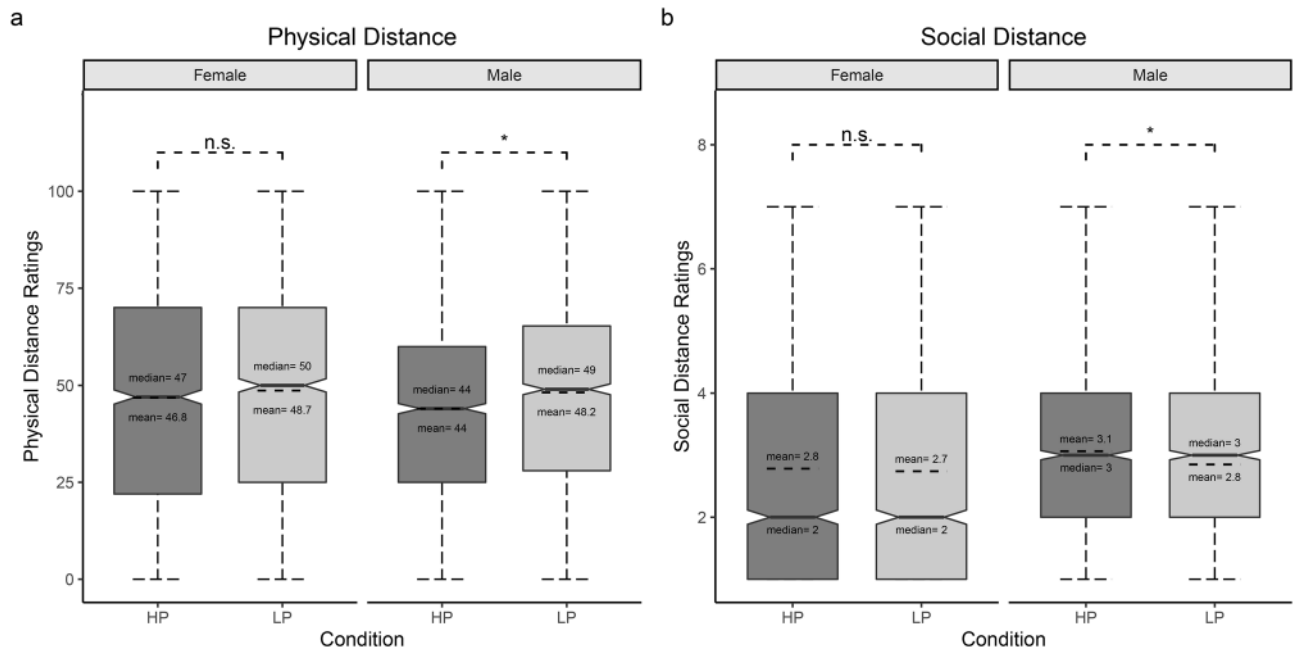 a
Physical Distance
Female
Male
n.s.
*
100
75
50
25
0
Physical Distance Ratings
median= 47
mean= 46.8
median= 50
mean= 48.7
median= 44
mean= 44
median= 49
mean= 48.2
HP
LP
HP
LP
Condition
b
Social Distance
Female
Male
n.s.
*
8
6
4
2
Social Distance Ratings
mean= 2.8
median= 2
mean= 2.7
median= 2
mean= 3.1
median= 3
median= 3
mean= 2.8
HP
LP
HP
LP
Condition